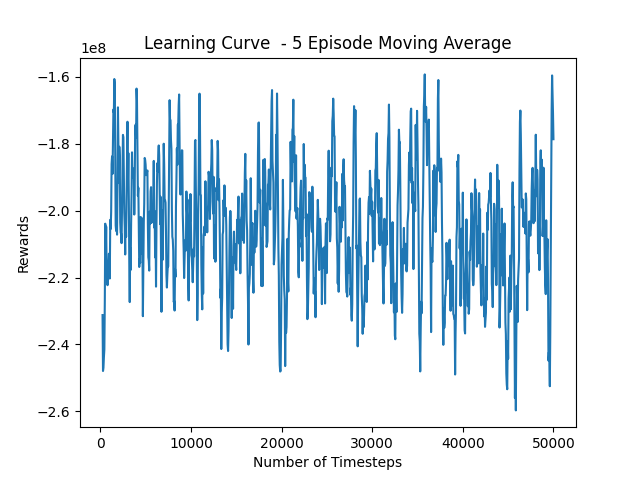 Learning Curve  - 5 Episode Moving Average
1e8
−1.6
−1.8
−2.0
−2.2
−2.4
−2.6
Rewards
0 10000 20000 30000 40000 50000
Number of Timesteps